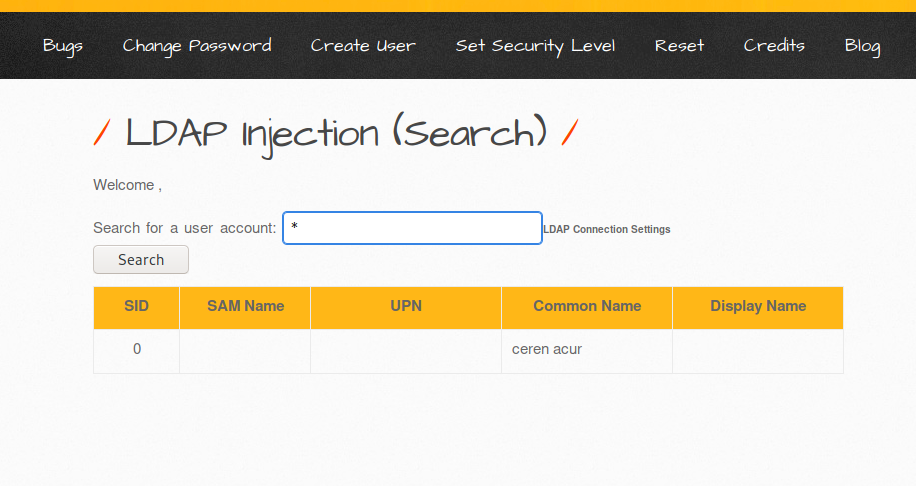 Bugs Change Password Create User Set Security Level Reset Credits Blog
/ LDAP Injection (Search) /
Welcome ,
Search for a user account: * LDAP Connection Settings
Search
SID SAM Name UPN Common Name Display Name
0 ceren acur